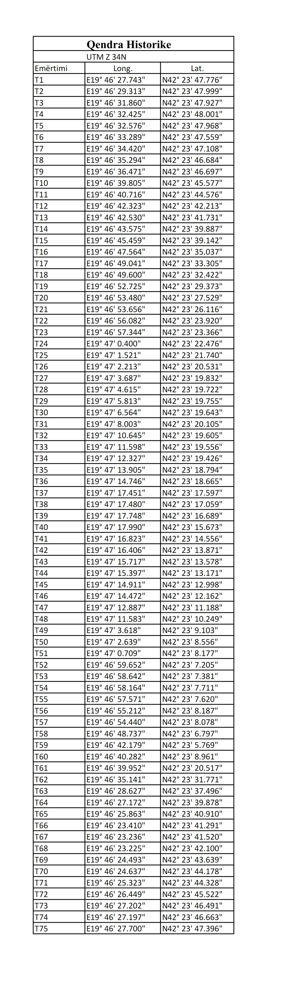 Qendra Historike
UTM Z 34N
Emërtimi Long. Lat.
T1 E19° 46' 27.743" N42° 23' 47.776"
T2 E19° 46' 29.313" N42° 23' 47.999"
T3 E19° 46' 31.860" N42° 23' 47.927"
T4 E19° 46' 32.425" N42° 23' 48.001"
T5 E19° 46' 32.576" N42° 23' 47.968"
T6 E19° 46' 33.289" N42° 23' 47.559"
T7 E19° 46' 34.420" N42° 23' 47.108"
T8 E19° 46' 35.294" N42° 23' 46.684"
T9 E19° 46' 36.471" N42° 23' 46.697"
T10 E19° 46' 39.805" N42° 23' 45.577"
T11 E19° 46' 40.716" N42° 23' 44.576"
T12 E19° 46' 42.323" N42° 23' 42.213"
T13 E19° 46' 42.530" N42° 23' 41.731"
T14 E19° 46' 43.575" N42° 23' 39.887"
T15 E19° 46' 45.459" N42° 23' 39.142"
T16 E19° 46' 47.564" N42° 23' 35.037"
T17 E19° 46' 49.041" N42° 23' 33.305"
T18 E19° 46' 49.600" N42° 23' 32.422"
T19 E19° 46' 52.725" N42° 23' 29.373"
T20 E19° 46' 53.480" N42° 23' 27.529"
T21 E19° 46' 53.656" N42° 23' 26.116"
T22 E19° 46' 56.082" N42° 23' 23.920"
T23 E19° 46' 57.344" N42° 23' 23.366"
T24 E19° 47' 0.400" N42° 23' 22.476"
T25 E19° 47' 1.521" N42° 23' 21.740"
T26 E19° 47' 2.213" N42° 23' 20.531"
T27 E19° 47' 3.687" N42° 23' 19.832"
T28 E19° 47' 4.615" N42° 23' 19.722"
T29 E19° 47' 5.813" N42° 23' 19.755"
T30 E19° 47' 6.564" N42° 23' 19.643"
T31 E19° 47' 8.003" N42° 23' 20.105"
T32 E19° 47' 10.645" N42° 23' 19.605"
T33 E19° 47' 11.598" N42° 23' 19.556"
T34 E19° 47' 12.327" N42° 23' 19.426"
T35 E19° 47' 13.905" N42° 23' 18.794"
T36 E19° 47' 14.746" N42° 23' 18.665"
T37 E19° 47' 17.451" N42° 23' 17.597"
T38 E19° 47' 17.480" N42° 23' 17.059"
T39 E19° 47' 17.748" N42° 23' 16.689"
T40 E19° 47' 17.990" N42° 23' 15.673"
T41 E19° 47' 16.823" N42° 23' 14.556"
T42 E19° 47' 16.406" N42° 23' 13.871"
T43 E19° 47' 15.717" N42° 23' 13.578"
T44 E19° 47' 15.397" N42° 23' 13.171"
T45 E19° 47' 14.911" N42° 23' 12.998"
T46 E19° 47' 14.472" N42° 23' 12.162"
T47 E19° 47' 12.887" N42° 23' 11.188"
T48 E19° 47' 11.583" N42° 23' 10.249"
T49 E19° 47' 3.618" N42° 23' 9.103"
T50 E19° 47' 2.639" N42° 23' 8.556"
T51 E19° 47' 0.709" N42° 23' 8.177"
T52 E19° 46' 59.652" N42° 23' 7.205"
T53 E19° 46' 58.642" N42° 23' 7.381"
T54 E19° 46' 58.164" N42° 23' 7.711"
T55 E19° 46' 57.571" N42° 23' 7.620"
T56 E19° 46' 55.212" N42° 23' 8.187"
T57 E19° 46' 54.440" N42° 23' 8.078"
T58 E19° 46' 48.737" N42° 23' 6.797"
T59 E19° 46' 42.179" N42° 23' 5.769"
T60 E19° 46' 40.282" N42° 23' 8.961"
T61 E19° 46' 39.952" N42° 23' 20.517"
T62 E19° 46' 35.141" N42° 23' 31.771"
T63 E19° 46' 28.627" N42° 23' 37.496"
T64 E19° 46' 27.172" N42° 23' 39.878"
T65 E19° 46' 25.863" N42° 23' 40.910"
T66 E19° 46' 23.410" N42° 23' 41.291"
T67 E19° 46' 23.236" N42° 23' 41.520"
T68 E19° 46' 23.225" N42° 23' 42.100"
T69 E19° 46' 24.493" N42° 23' 43.639"
T70 E19° 46' 24.637" N42° 23' 44.178"
T71 E19° 46' 25.323" N42° 23' 44.328"
T72 E19° 46' 26.449" N42° 23' 45.522"
T73 E19° 46' 27.202" N42° 23' 46.491"
T74 E19° 46' 27.197" N42° 23' 46.663"
T75 E19° 46' 27.700" N42° 23' 47.396"